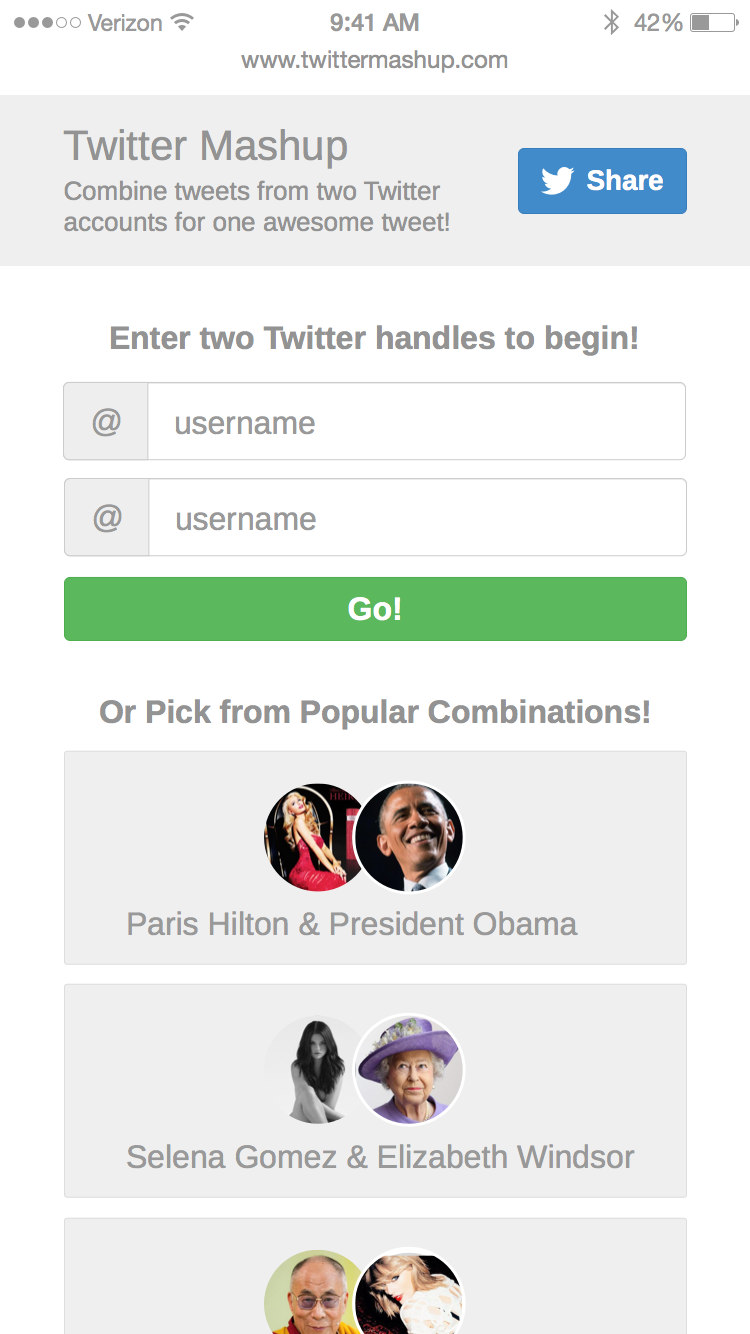 Verizon 9:41 AM 42%
www.twittermashup.com
Twitter Mashup
Combine tweets from two Twitter
accounts for one awesome tweet!
Share
Enter two Twitter handles to begin!
@ username
@ username
Go!
Or Pick from Popular Combinations!
Paris Hilton & President Obama
Selena Gomez & Elizabeth Windsor